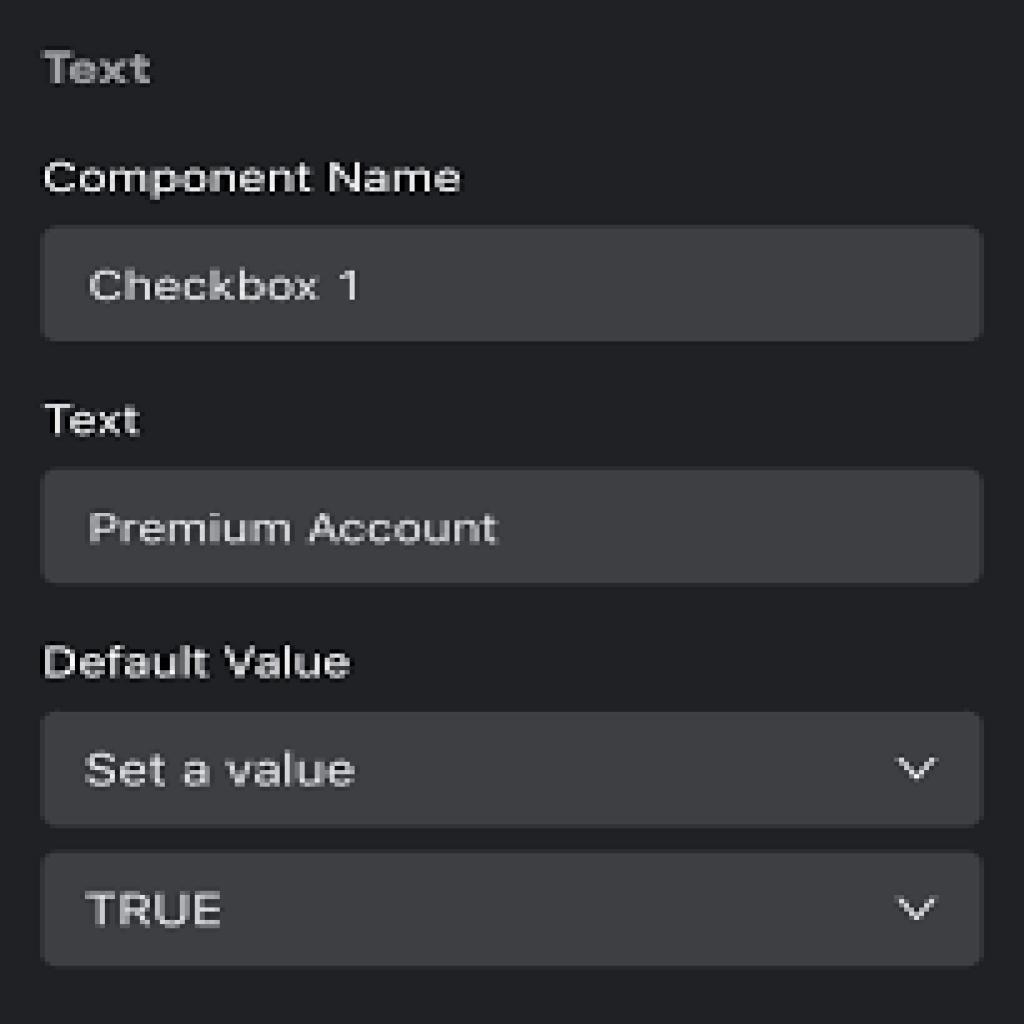 Text
Component Name
Checkbox 1
Text
Premium Account
Default Value
Set a value
TRUE